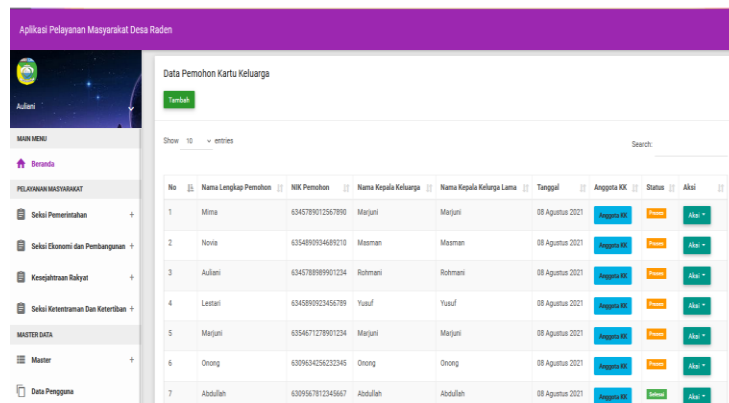 Aplikasi Pelayanan Masyarakat Desa Raden
Auliani
MAIN MENU
Beranda
PELAYANAN MASYARAKAT
Seksi Pemerintahan +
Seksi Ekonomi dan Pembangunan +
Kesejahtraan Rakyat +
Seksi Ketentraman Dan Ketertiban +
MASTER DATA
Master +
Data Pengguna
Data Pemohon Kartu Keluarga
Tambah
Show 10 entries
Search:
No Nama Lengkap Pemohon NIK Pemohon Nama Kepala Keluarga Nama Kepala Kelurga Lama Tanggal Anggota KK Status Aksi
1 Mirna 6345789012567890 Marjuni Marjuni 08 Agustus 2021 Anggota KK Proses Aksi
2 Novia 6354890934689210 Masman Masman 08 Agustus 2021 Anggota KK Proses Aksi
3 Auliani 6345788989901234 Rohmani Rohmani 08 Agustus 2021 Anggota KK Proses Aksi
4 Lestari 6345890923456789 Yusuf Yusuf 08 Agustus 2021 Anggota KK Proses Aksi
5 Marjuni 6354671278901234 Marjuni Marjuni 08 Agustus 2021 Anggota KK Proses Aksi
6 Onong 6309634256232345 Onong Onong 08 Agustus 2021 Anggota KK Proses Aksi
7 Abdullah 6309567812345667 Abdullah Abdullah 08 Agustus 2021 Anggota KK Selesai Aksi